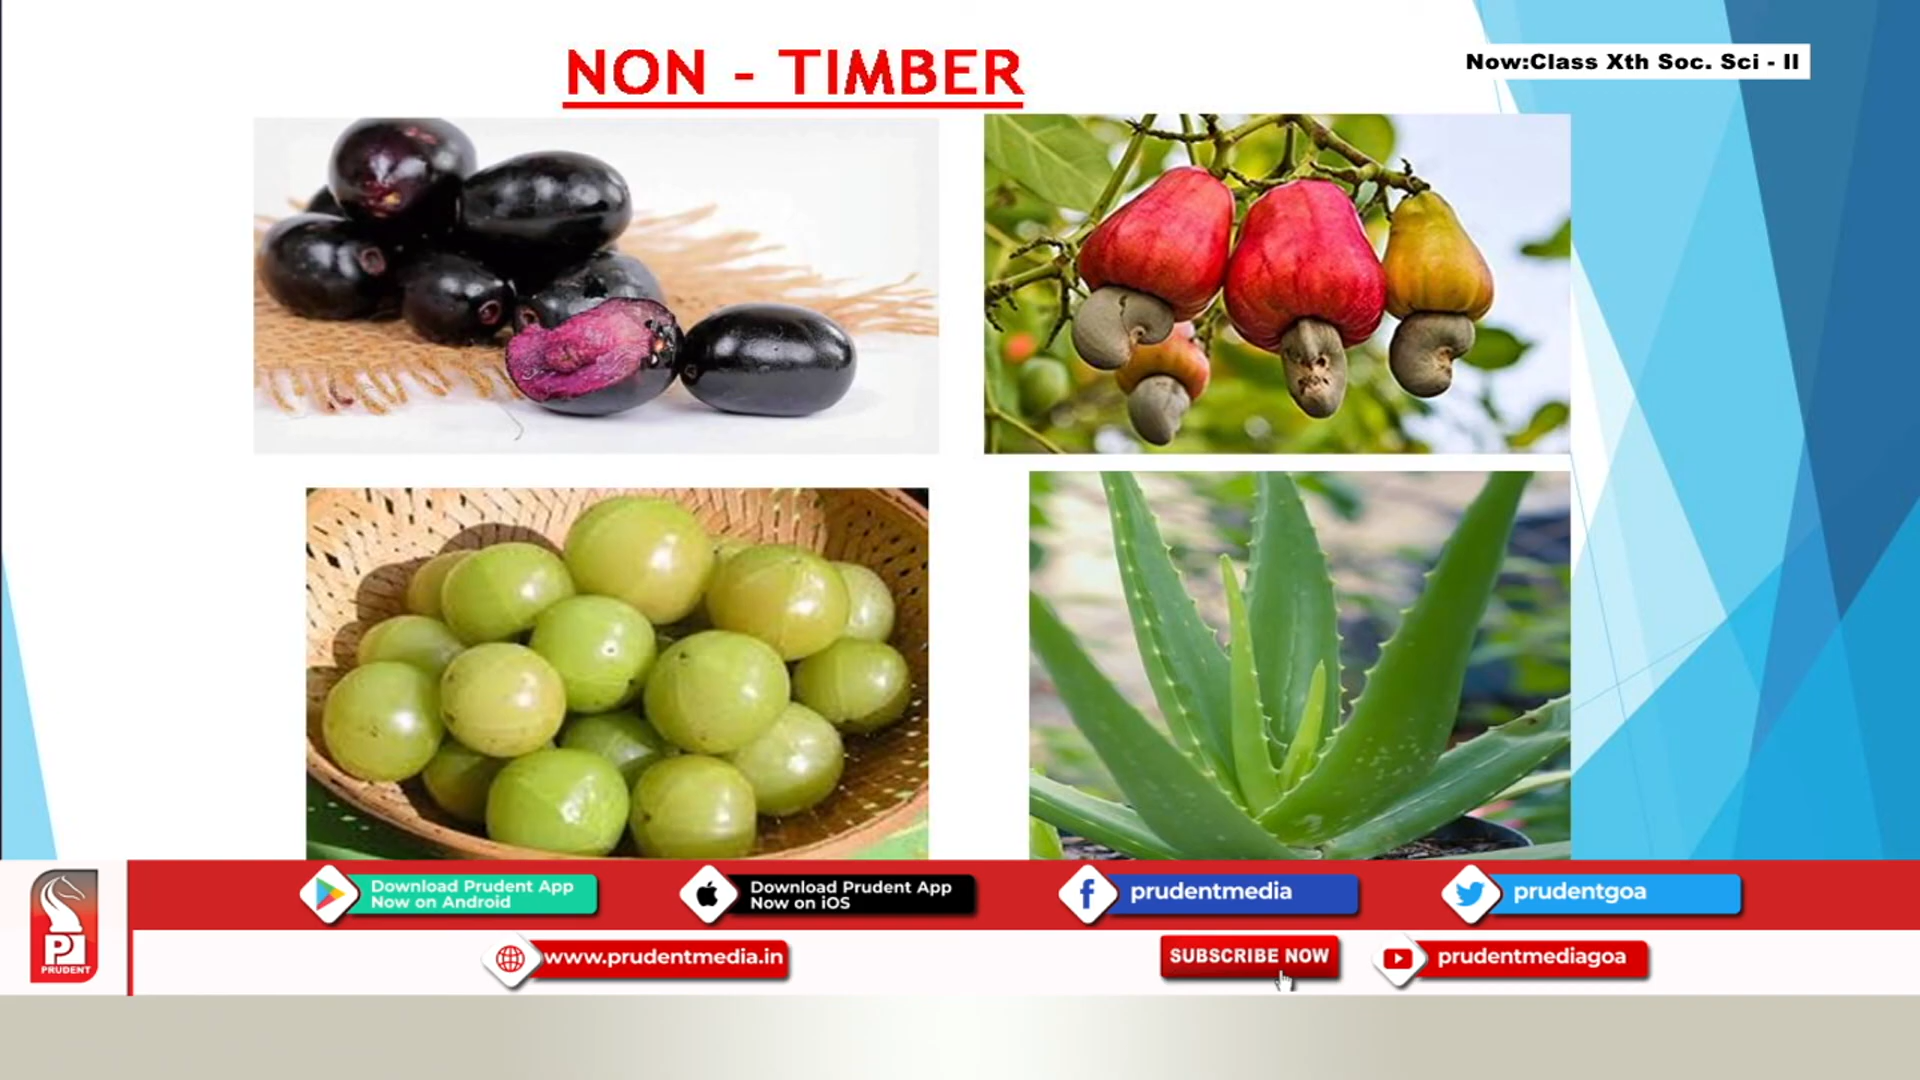 NON - TIMBER
Now:Class Xth Soc. Sci - II
Download Prudent App
Now on Android
Download Prudent App
Now on iOS
prudentmedia
prudentgoa
PRUDENT
www.prudentmedia.in
SUBSCRIBE NOW
prudentmediagoa